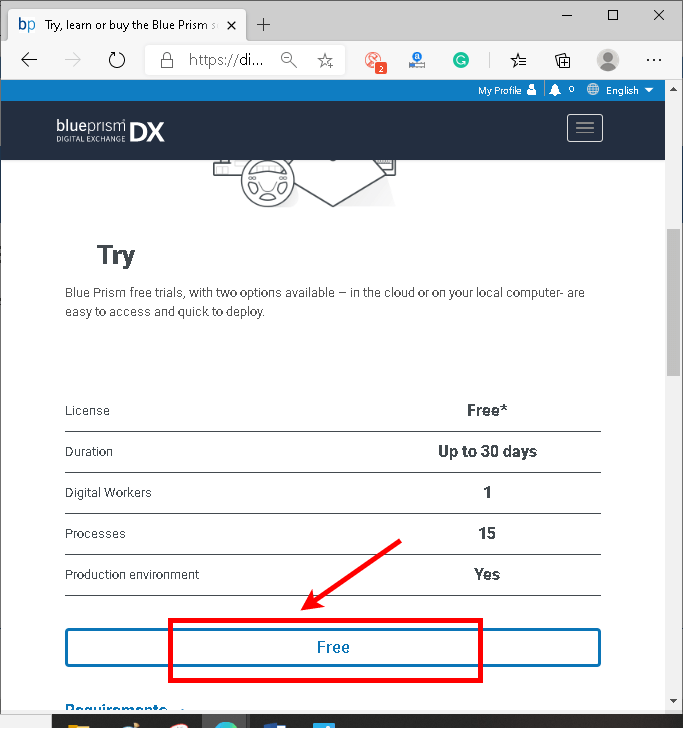 bp Try, learn or buy the Blue Prism s
https://di...
2
a
G
My Profile 0 English
blueprism DX
DIGITAL EXCHANGE
Try
Blue Prism free trials, with two options available – in the cloud or on your local computer- are
easy to access and quick to deploy.
License Free*
Duration Up to 30 days
Digital Workers 1
Processes 15
Production environment Yes
Free
Requirements